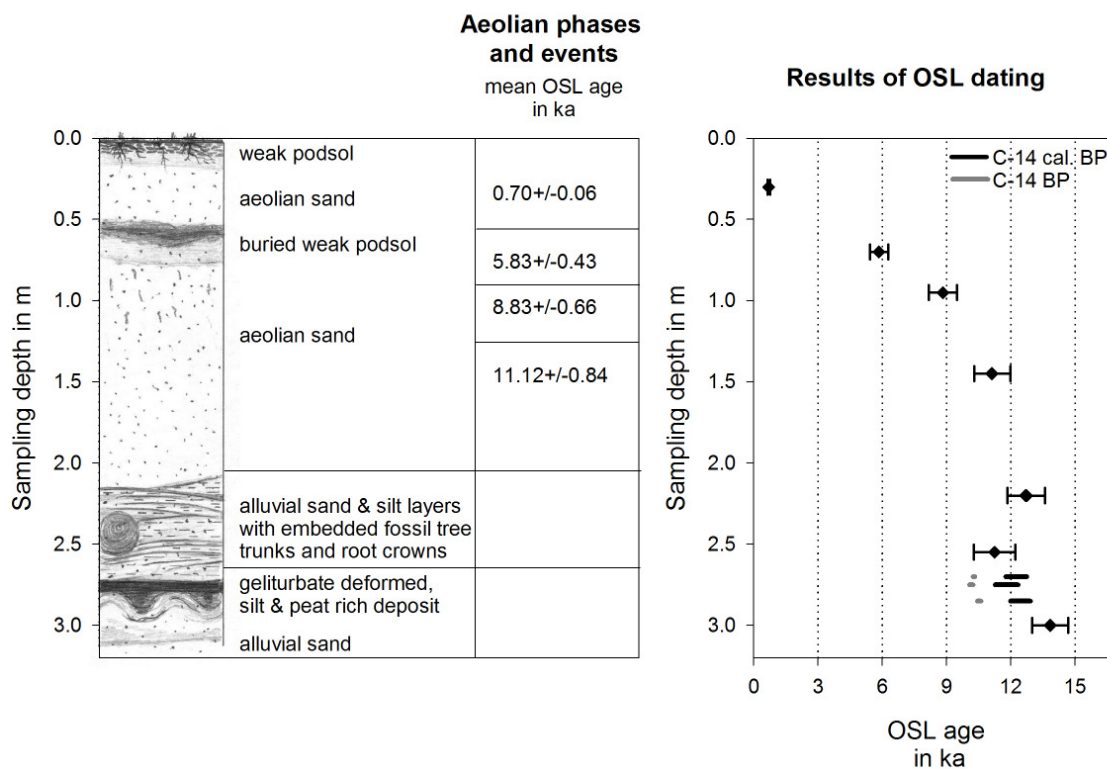 Aeolian phases
and events
mean OSL age
in ka
Sampling depth in m
0.0
0.5
1.0
1.5
2.0
2.5
3.0
weak podsol
aeolian sand
buried weak podsol
aeolian sand
alluvial sand & silt layers
with embedded fossil tree
trunks and root crowns
geliturbate deformed,
silt & peat rich deposit
alluvial sand
0.70+/-0.06
5.83+/-0.43
8.83+/-0.66
11.12+/-0.84
Results of OSL dating
C-14 cal. BP
C-14 BP
Sampling depth in m
0.0
0.5
1.0
1.5
2.0
2.5
3.0
0 3 6 9 12 15
OSL age
in ka